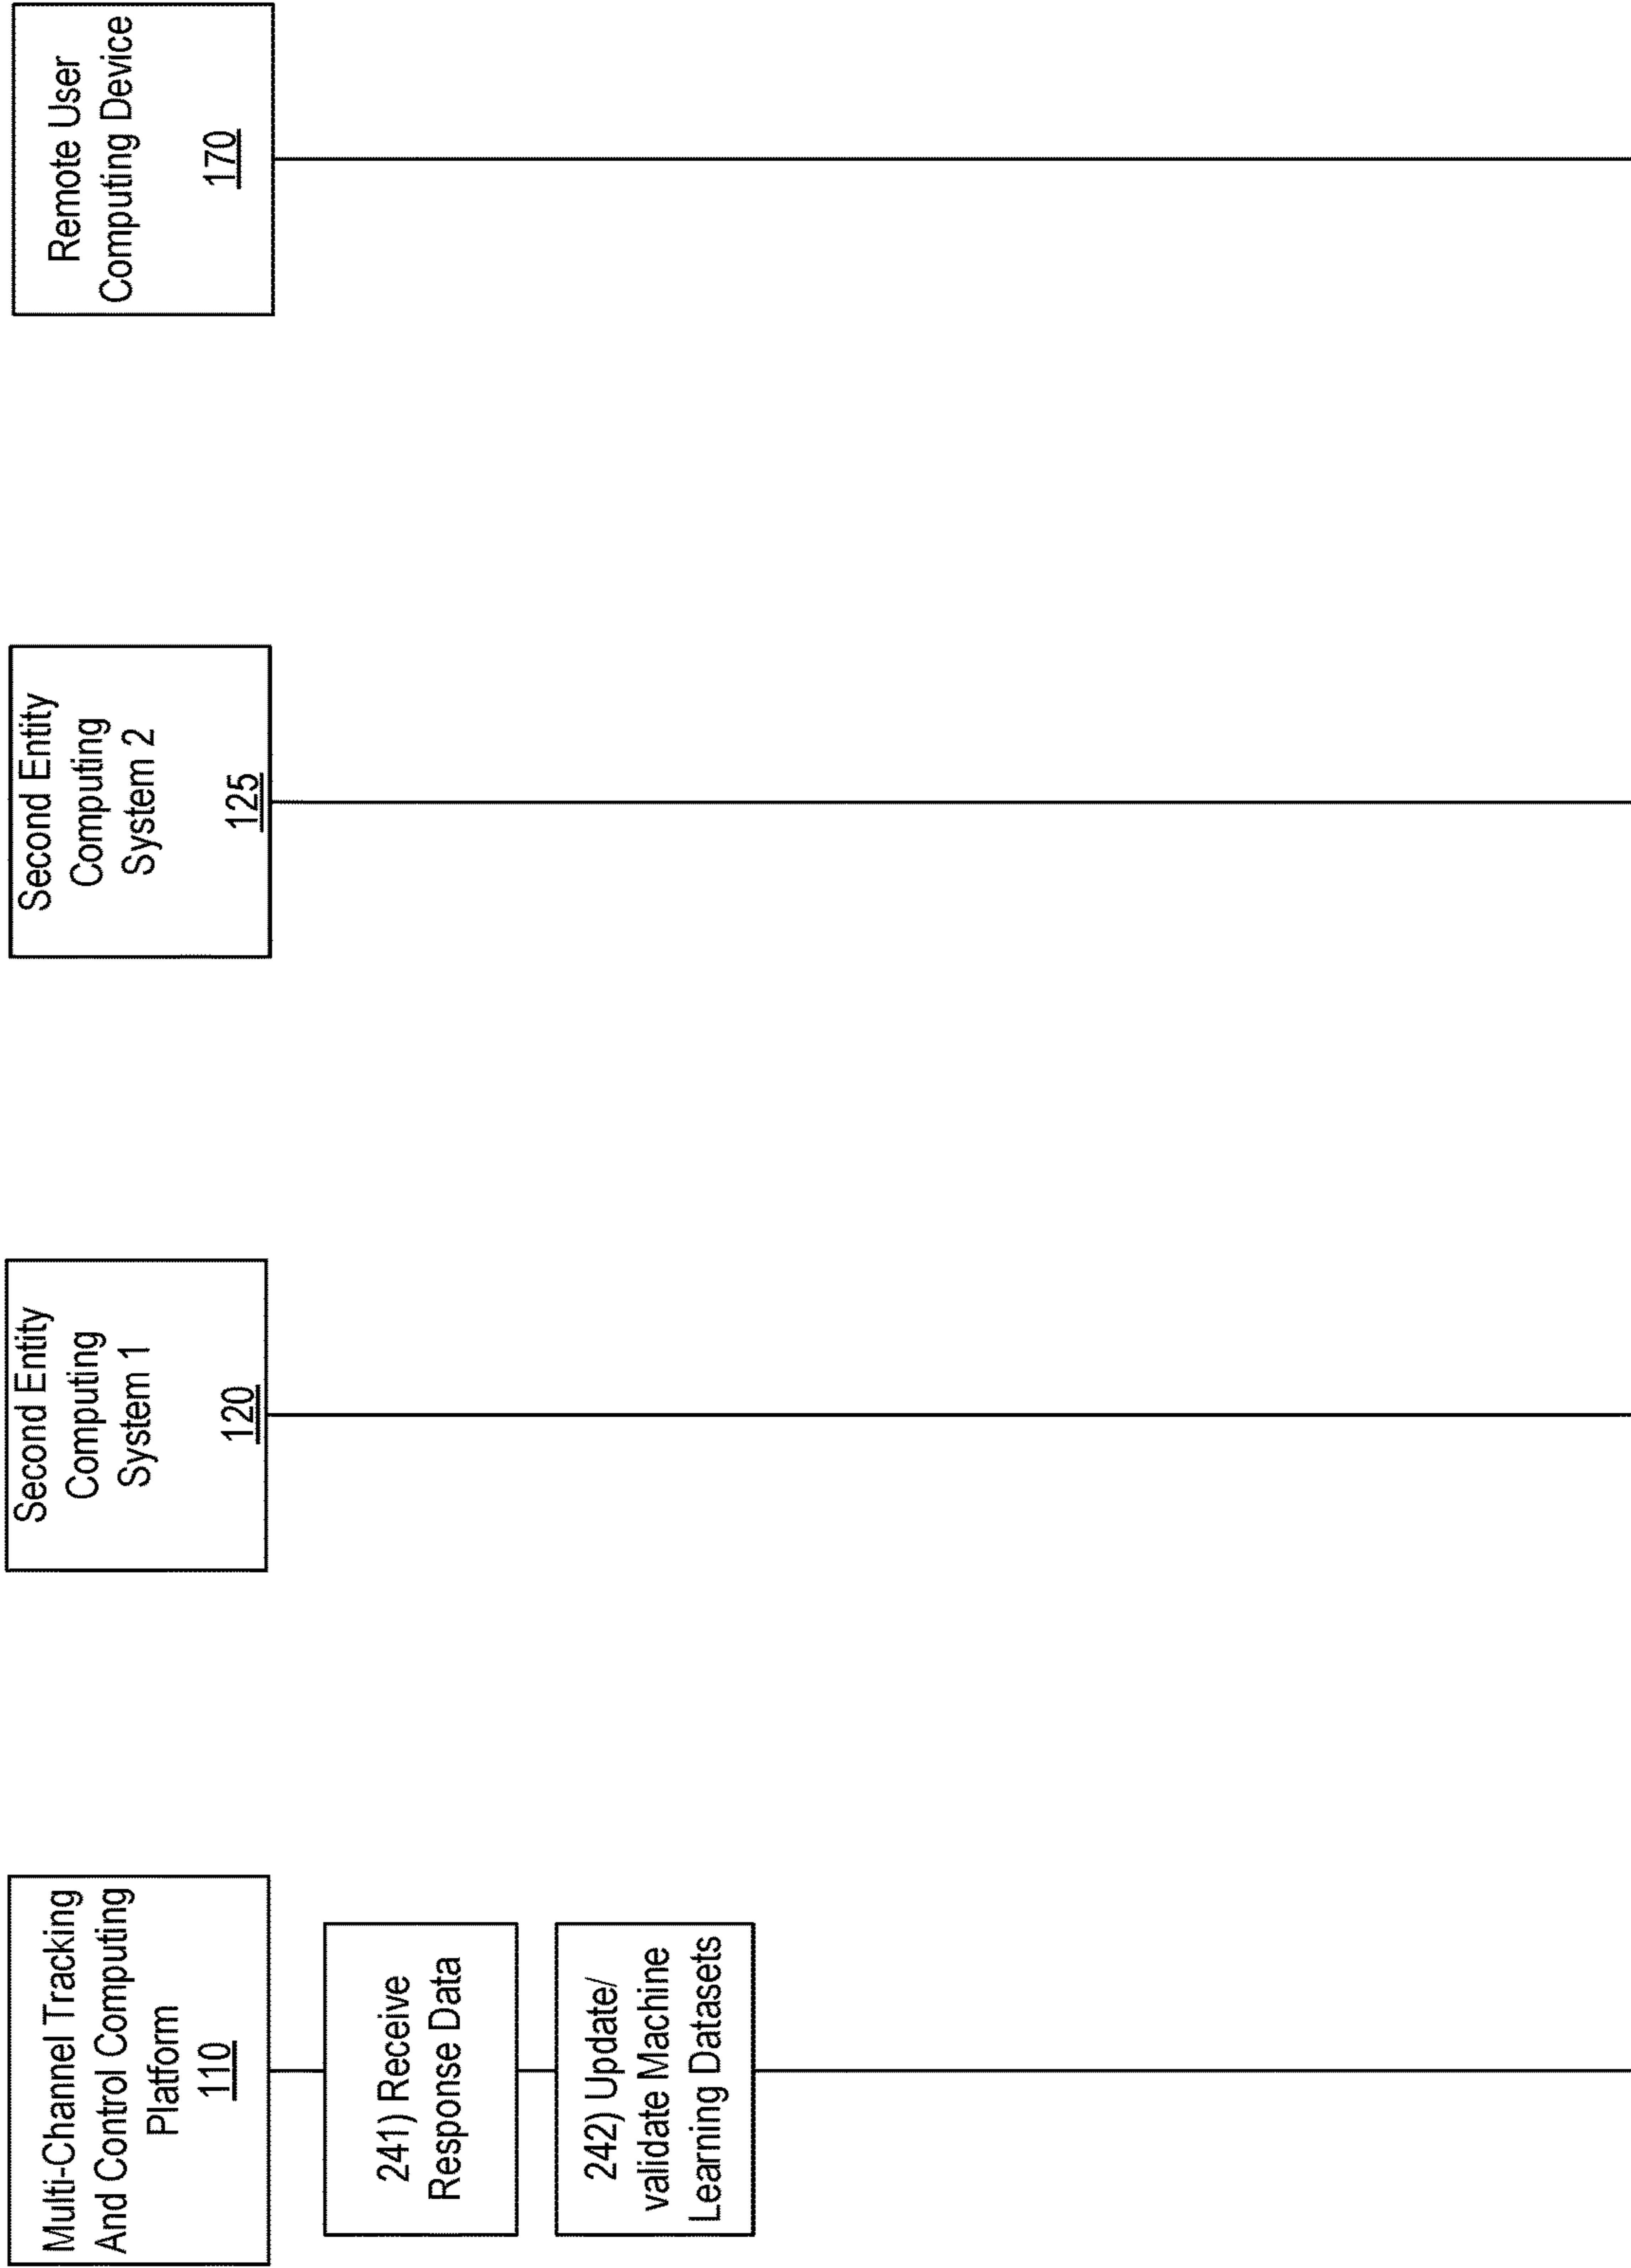 Multi-Channel Tracking
And Control Computing
Platform
110
241) Receive
Response Data
242) Update/
validate Machine
Learning Datasets
Second Entity
Computing
System 1
120
Second Entity
Computing
System 2
125
Remote User
Computing Device
170